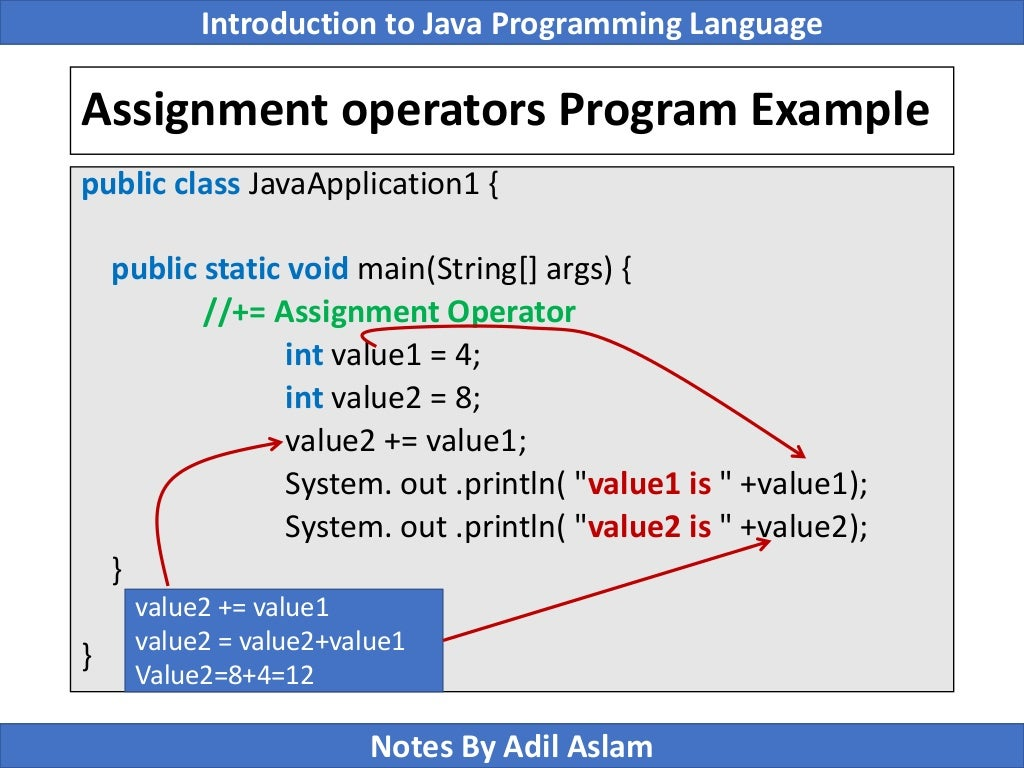 Introduction to Java Programming Language
Assignment operators Program Example
public class JavaApplication1 {
public static void main(String[] args) {
//+= Assignment Operator
int value1 = 4;
int value2 = 8;
value2 += value1;
System. out .println( "value1 is " +value1);
System. out .println( "value2 is " +value2);
}
value2 += value1
value2 = value2+value1
}
Value2=8+4=12
Notes By Adil Aslam